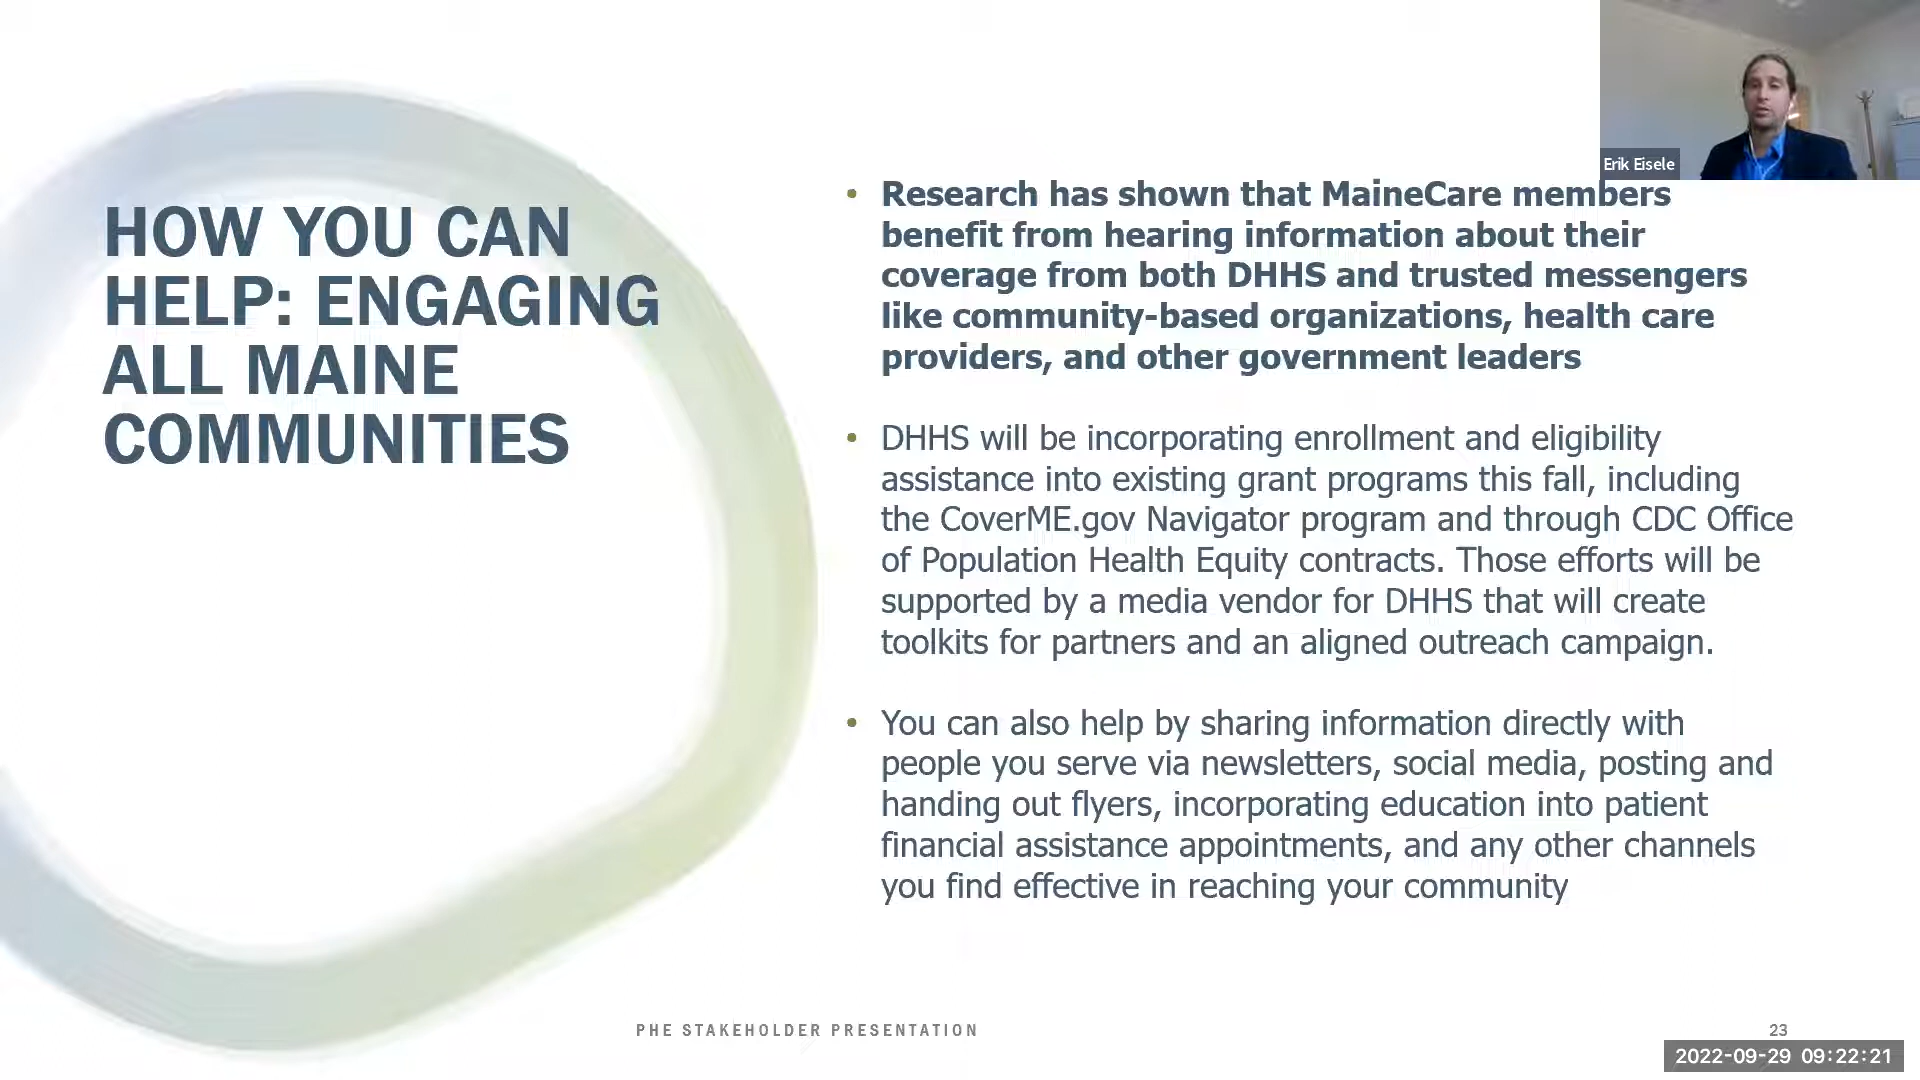 Erik Eisele
HOW YOU CAN
HELP: ENGAGING
ALL MAINE
COMMUNITIES
• Research has shown that MaineCare members
benefit from hearing information about their
coverage from both DHHS and trusted messengers
like community-based organizations, health care
providers, and other government leaders
• DHHS will be incorporating enrollment and eligibility
assistance into existing grant programs this fall, including
the CoverME.gov Navigator program and through CDC Office
of Population Health Equity contracts. Those efforts will be
supported by a media vendor for DHHS that will create
toolkits for partners and an aligned outreach campaign.
• You can also help by sharing information directly with
people you serve via newsletters, social media, posting and
handing out flyers, incorporating education into patient
financial assistance appointments, and any other channels
you find effective in reaching your community
PHE STAKEHOLDER PRESENTATION
23
2022-09-29 09:22:21